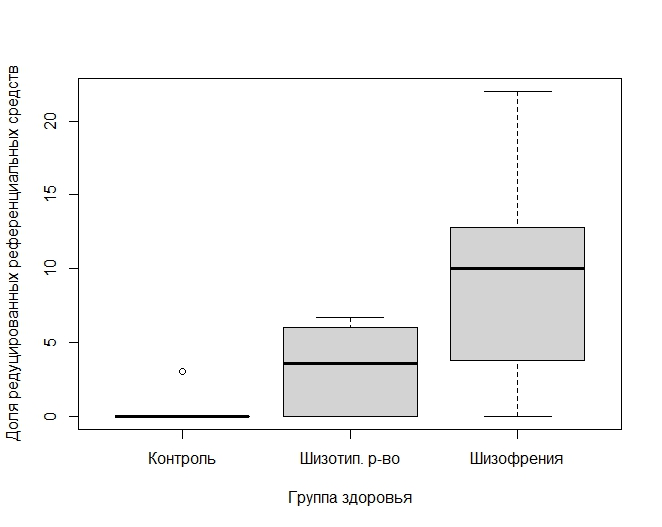 Доля редуцированных референциальных средств
20
15
10
5
0
Контроль
Шизотип. р-во
Шизофрения
Группа здоровья